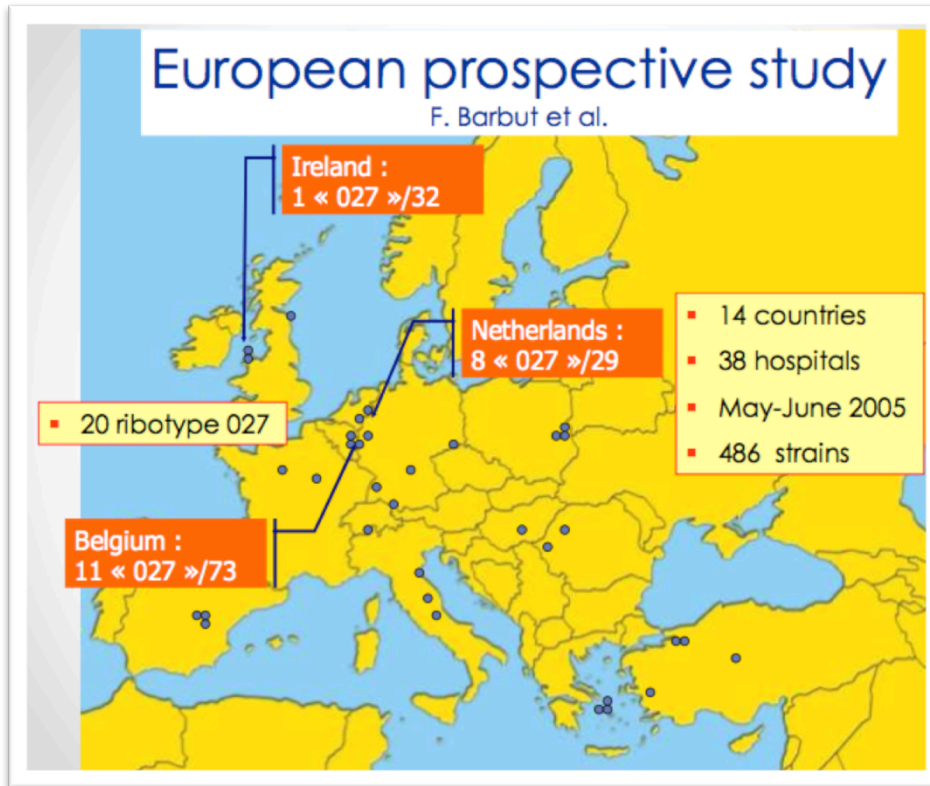 European prospective study
F. Barbut et al.
Ireland :
1 « 027 »/32
Netherlands :
8 « 027 »/29
▪ 14 countries
▪ 38 hospitals
▪ May-June 2005
▪ 486 strains
▪ 20 ribotype 027
Belgium :
11 « 027 »/73